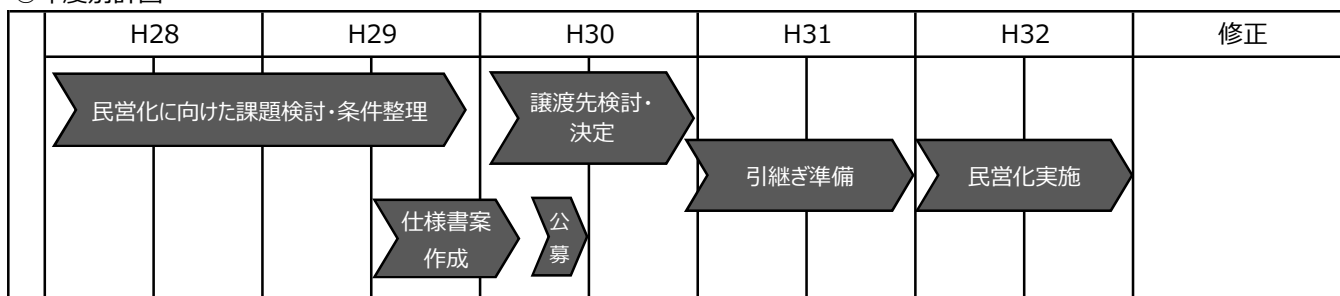 H28 H29 H30 H31 H32 修正
民営化に向けた課題検討・条件整理
譲渡先検討・
決定
引継ぎ準備
民営化実施
仕様書案
作成
公
募